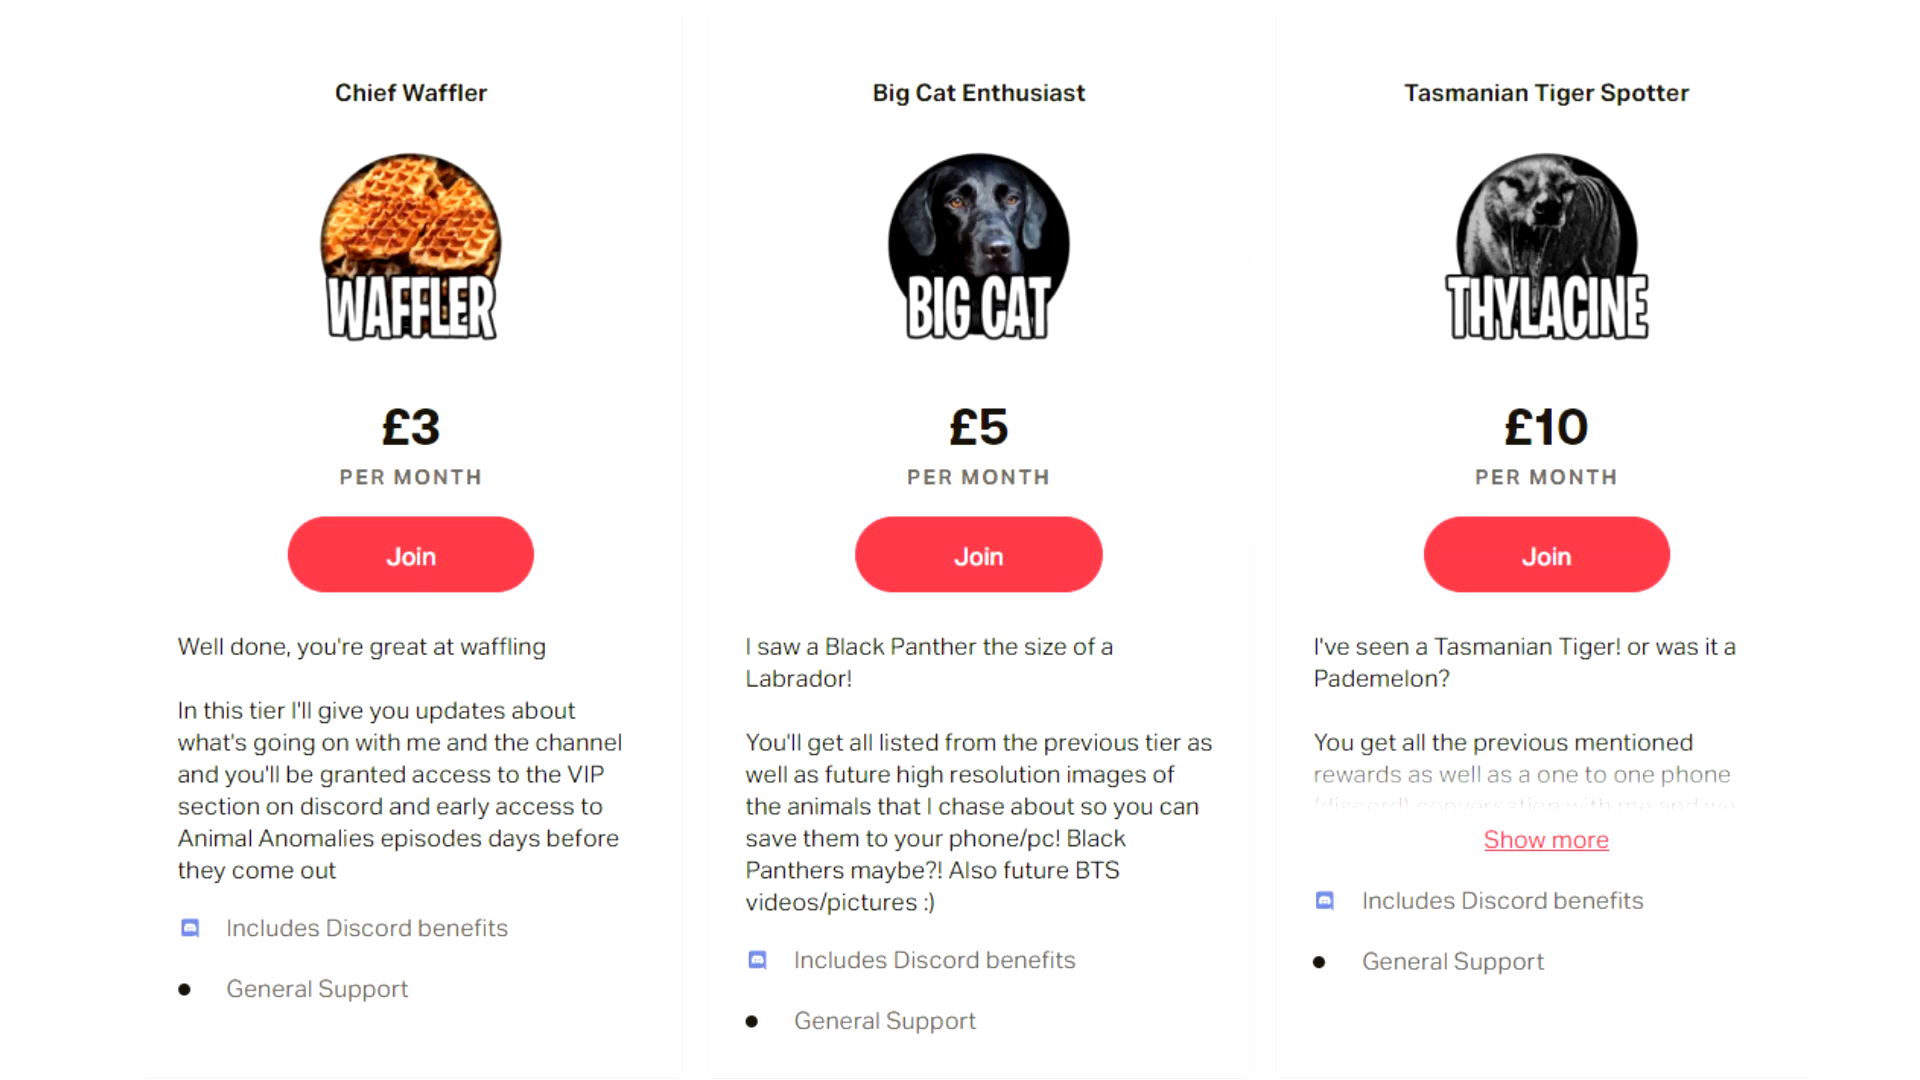 Chief Waffler
WAFFLER
£3
PER MONTH
Join
Well done, you're great at waffling
In this tier I'll give you updates about
what's going on with me and the channel
and you'll be granted access to the VIP
section on discord and early access to
Animal Anomalies episodes days before
they come out
Includes Discord benefits
General Support
Big Cat Enthusiast
BIG CAT
£5
PER MONTH
Join
I saw a Black Panther the size of a
Labrador!
You'll get all listed from the previous tier as
well as future high resolution images of
the animals that I chase about so you can
save them to your phone/pc! Black
Panthers maybe?! Also future BTS
videos/pictures :)
Includes Discord benefits
General Support
Tasmanian Tiger Spotter
THYLACINE
£10
PER MONTH
Join
I've seen a Tasmanian Tiger! or was it a
Pademelon?
You get all the previous mentioned
rewards as well as a one to one phone
(discord) conversation with me and we
Show more
Includes Discord benefits
General Support